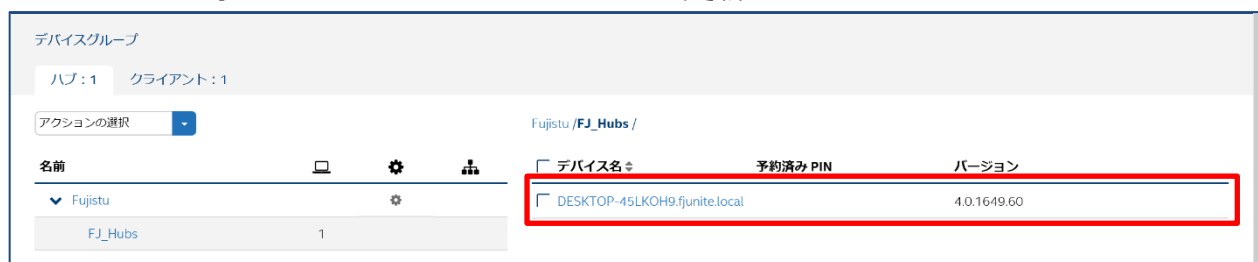 デバイスグループ
ハブ : 1 クライアント : 1
アクションの選択
Fujistu /FJ_Hubs /
名前
デバイス名 予約済み PIN バージョン
Fujistu
DESKTOP-45LKOH9.fjunite.local 4.0.1649.60
FJ_Hubs 1